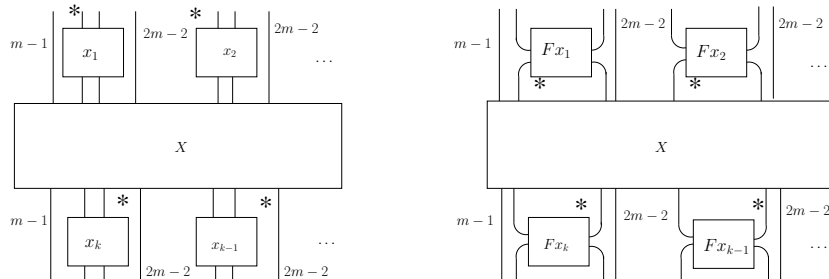 * * 2m − 2
m − 1 x₁ 2m − 2 x₂ ...
X
* *
m − 1 x_k x_{k−1} ...
2m − 2 2m − 2
m − 1 Fx₁ 2m − 2 Fx₂ 2m − 2 ...
* *
X
* *
m − 1 Fx_k 2m − 2 Fx_{k−1} 2m − 2 ...